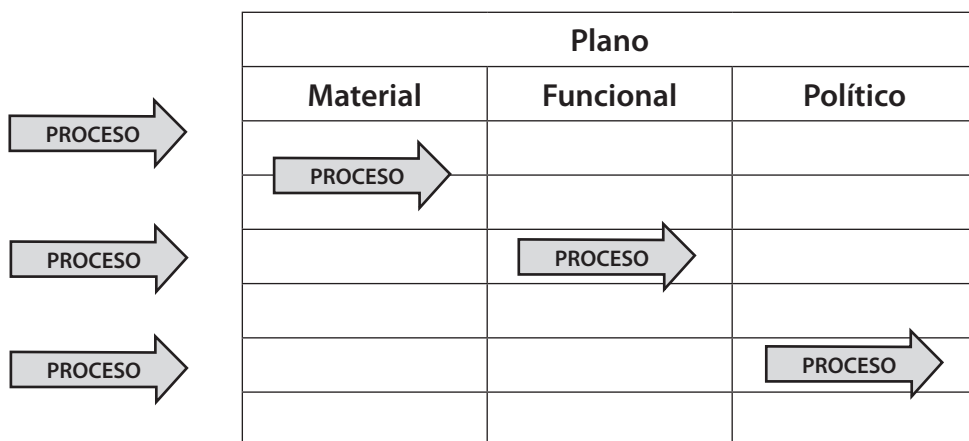 Plano
Material Funcional Político
PROCESO
PROCESO
PROCESO
PROCESO
PROCESO
PROCESO